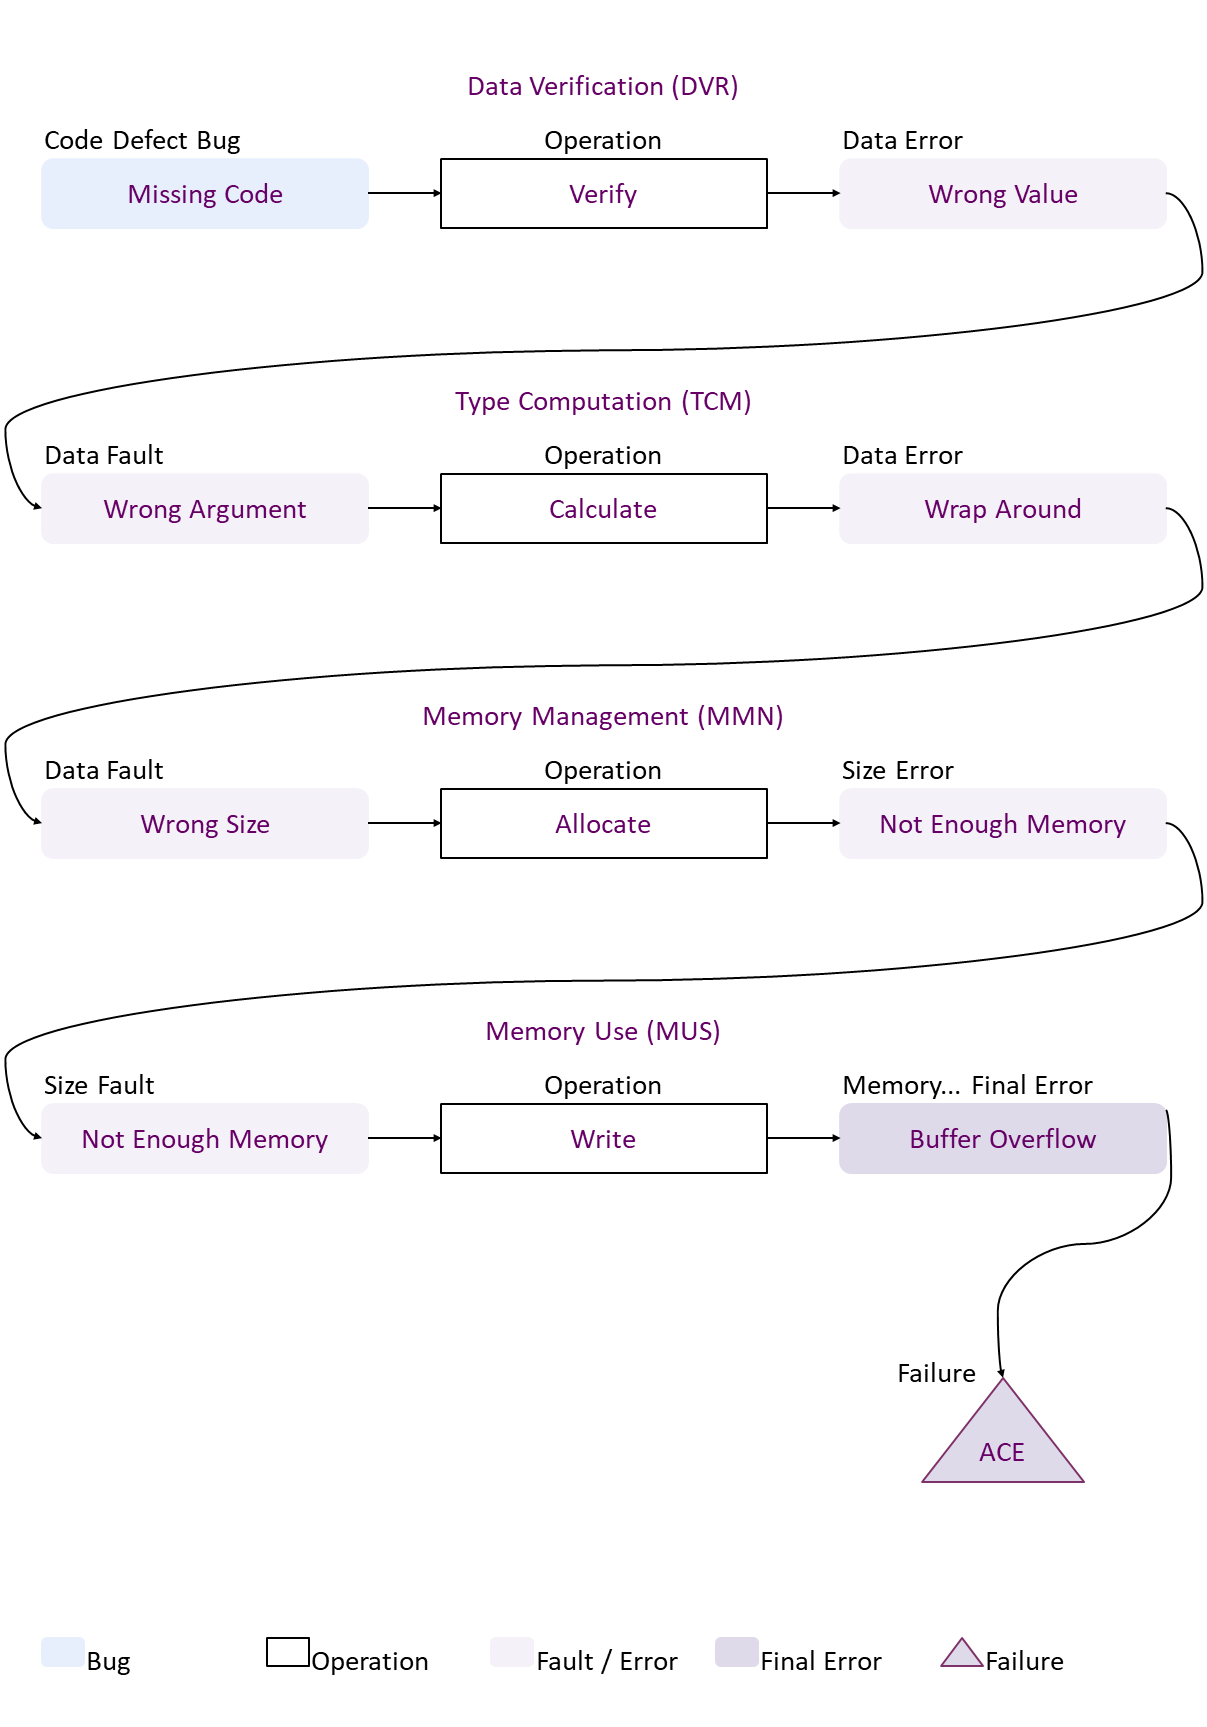 Data Verification (DVR)
Code Defect Bug
Operation
Data Error
Missing Code
Verify
Wrong Value
Type Computation (TCM)
Data Fault
Operation
Data Error
Wrong Argument
Calculate
Wrap Around
Memory Management (MMN)
Data Fault
Operation
Size Error
Wrong Size
Allocate
Not Enough Memory
Memory Use (MUS)
Size Fault
Operation
Memory... Final Error
Not Enough Memory
Write
Buffer Overflow
Failure
ACE
Bug
Operation
Fault / Error
Final Error
Failure